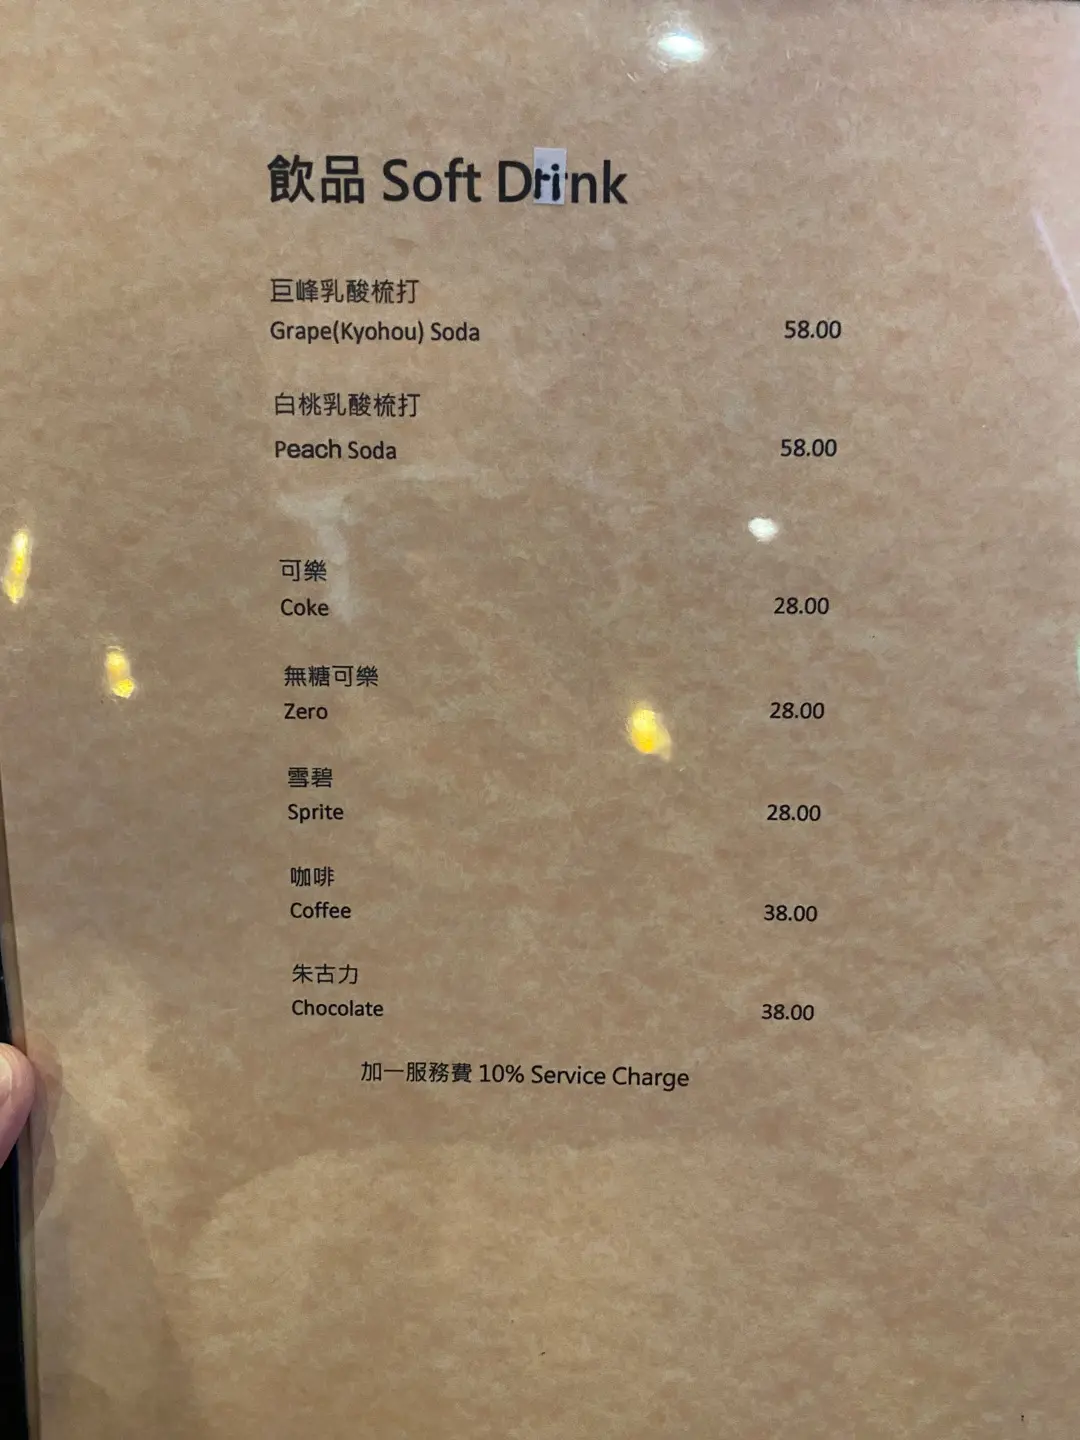 飲品 Soft Drink
巨峰乳酸梳打
Grape(Kyohou) Soda 58.00
白桃乳酸梳打
Peach Soda 58.00
可樂
Coke 28.00
無糖可樂
Zero 28.00
雪碧
Sprite 28.00
咖啡
Coffee 38.00
朱古力
Chocolate 38.00
加一服務費 10% Service Charge